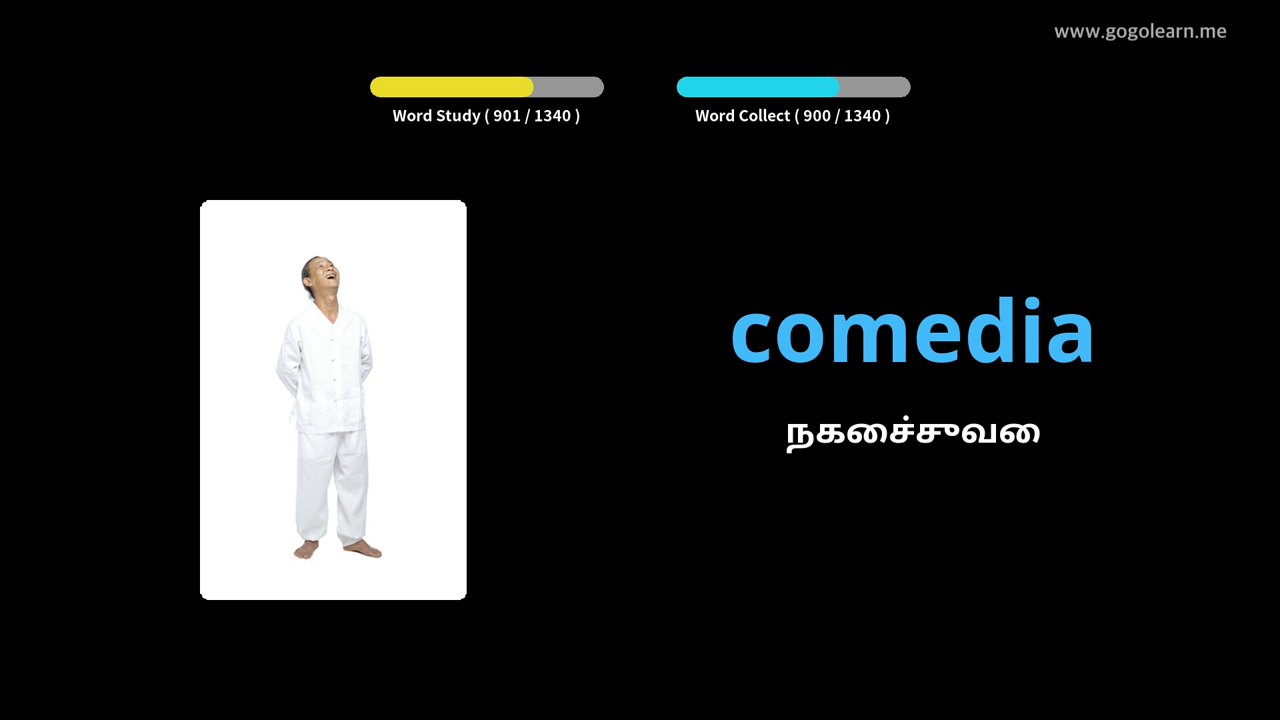 www.gogolearn.me
Word Study ( 901 / 1340 )
Word Collect ( 900 / 1340 )
comedia
நகைச்சுவை